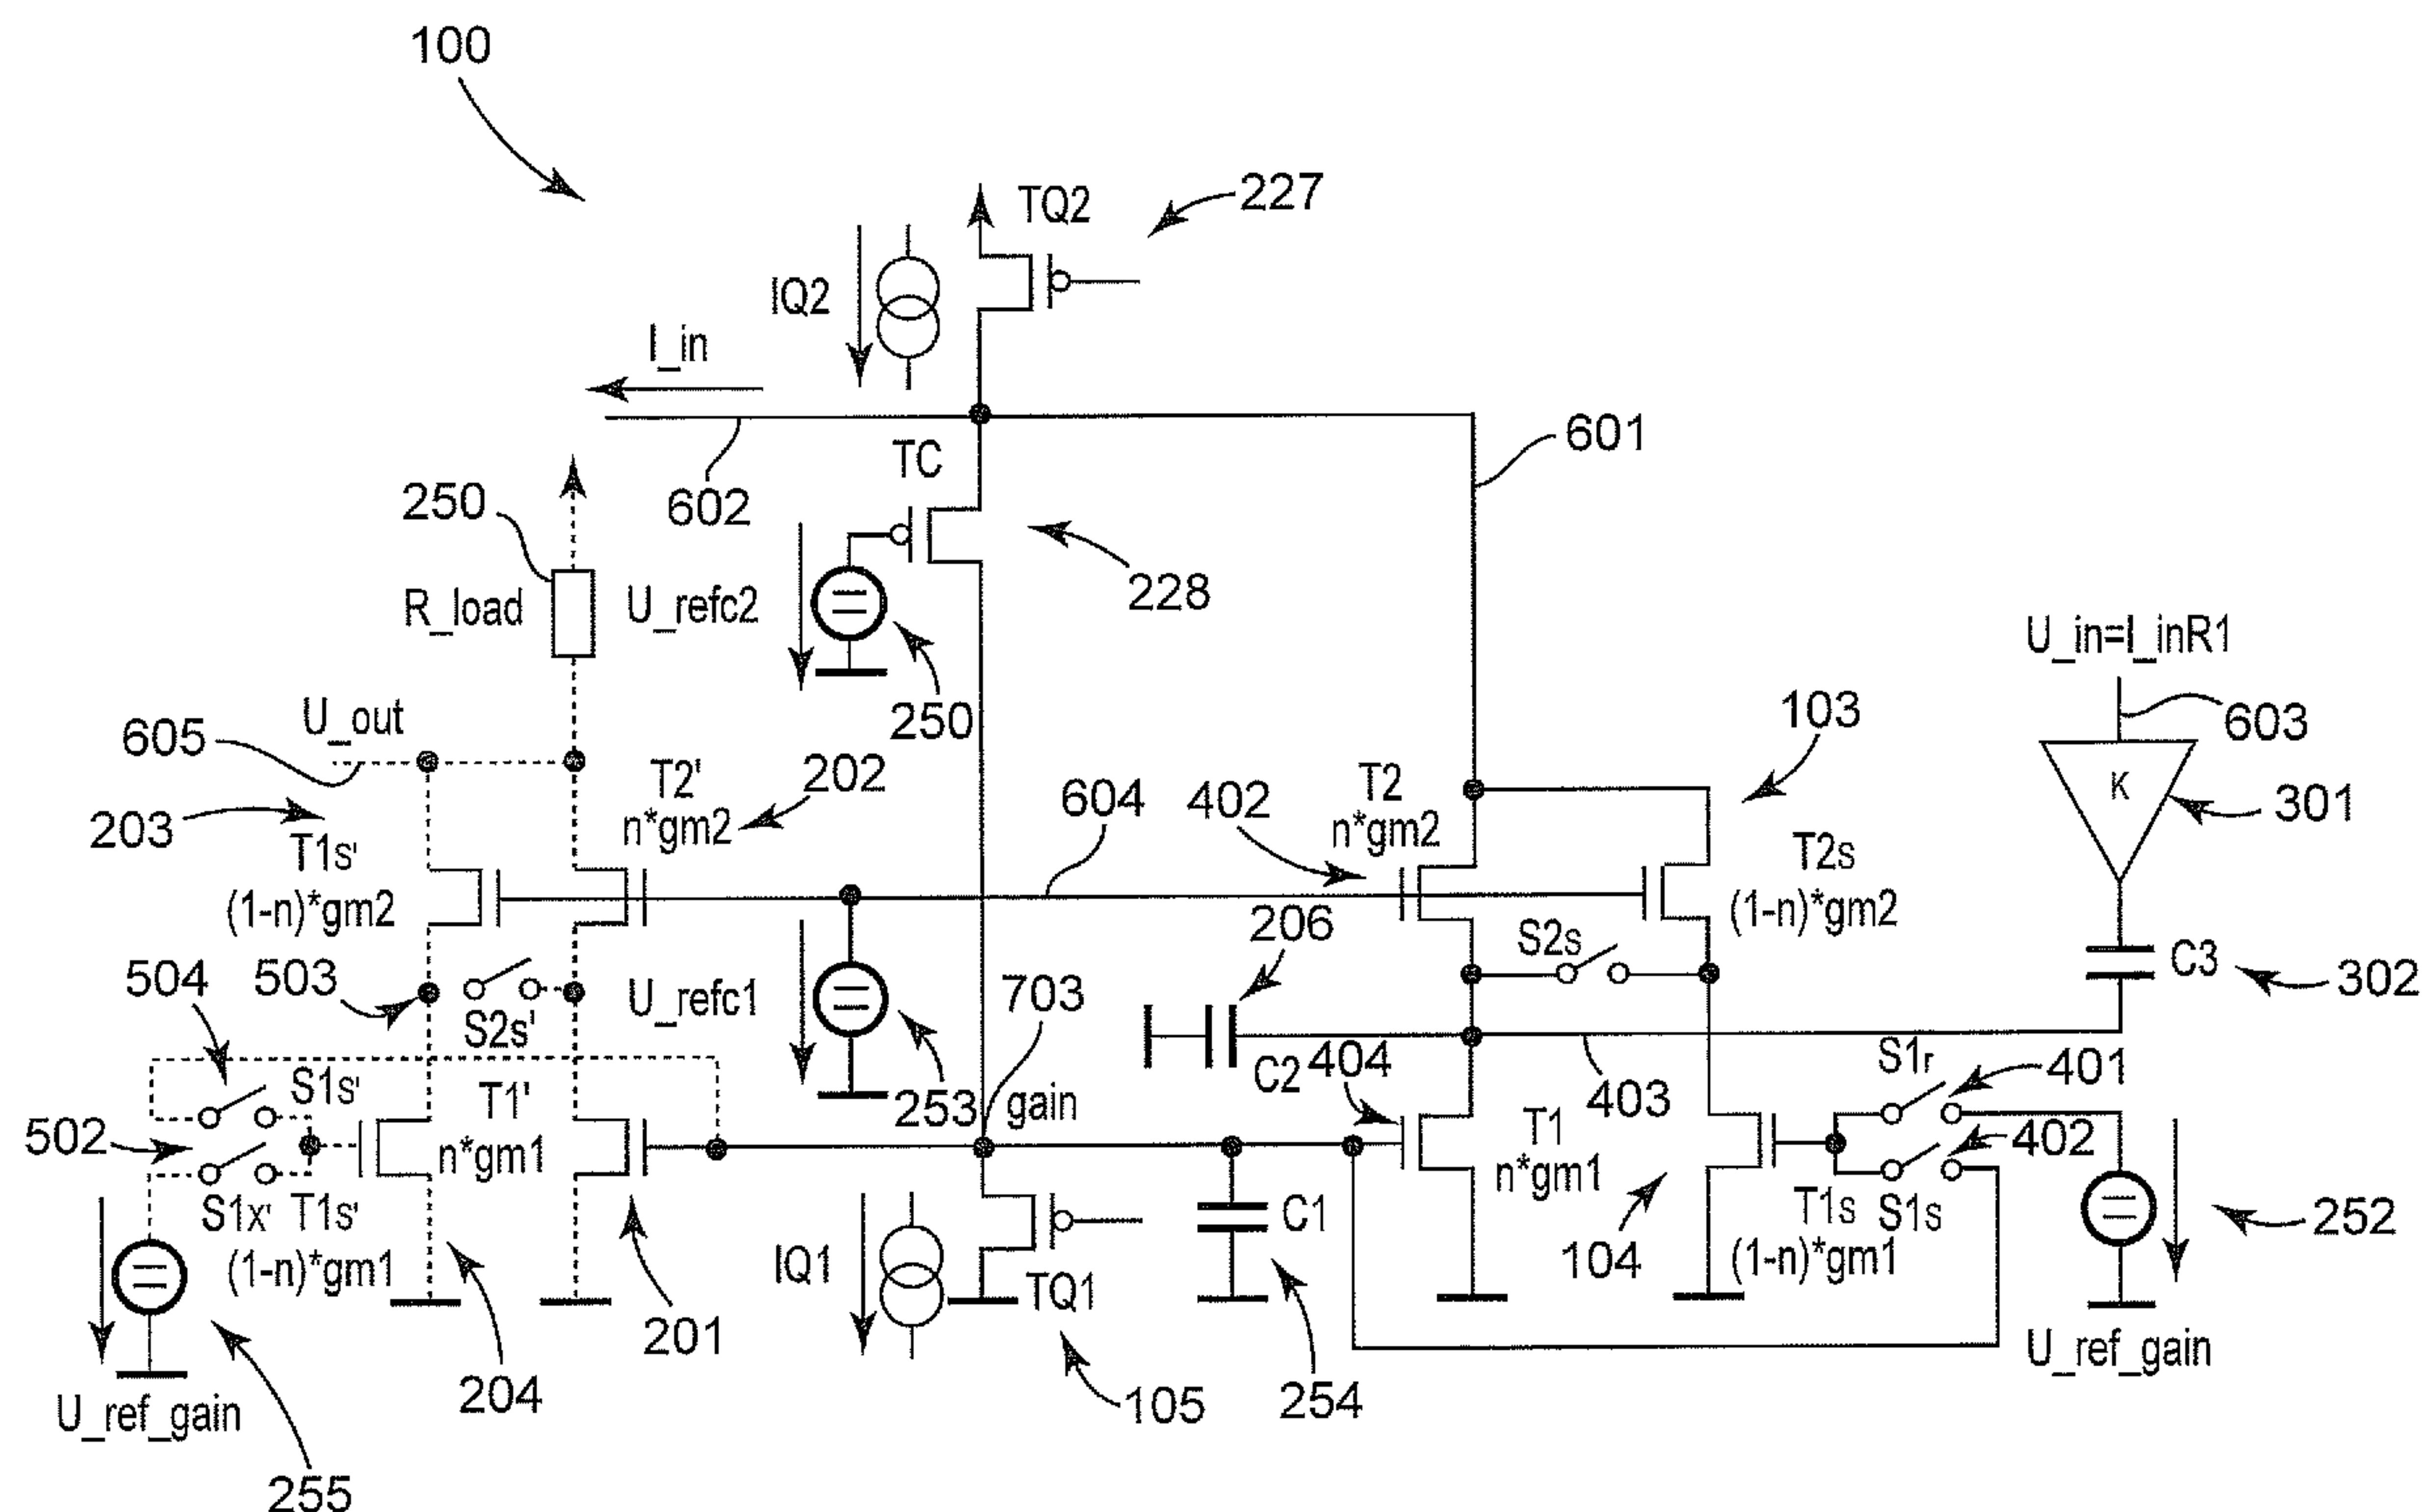 100
TQ2
227
IQ2
I_in
601
TC
602
250
228
R_load
U_refc2
U_in=I_inR1
250
103
603
U_out
605
K
301
T2'
n*gm2
202
604
402
T2
n*gm2
203
T1s'
(1-n)*gm2
T2s
(1-n)*gm2
206
S2s
C3
302
504
503
S2s'
U_refc1
703
C2
404
403
S1r
401
S1s'
T1'
n*gm1
253
gain
502
T1
n*gm1
402
S1x'
T1s'
(1-n)*gm1
IQ1
TQ1
C1
104
T1s
(1-n)*gm1
S1s
252
201
204
105
254
U_ref_gain
U_ref_gain
255